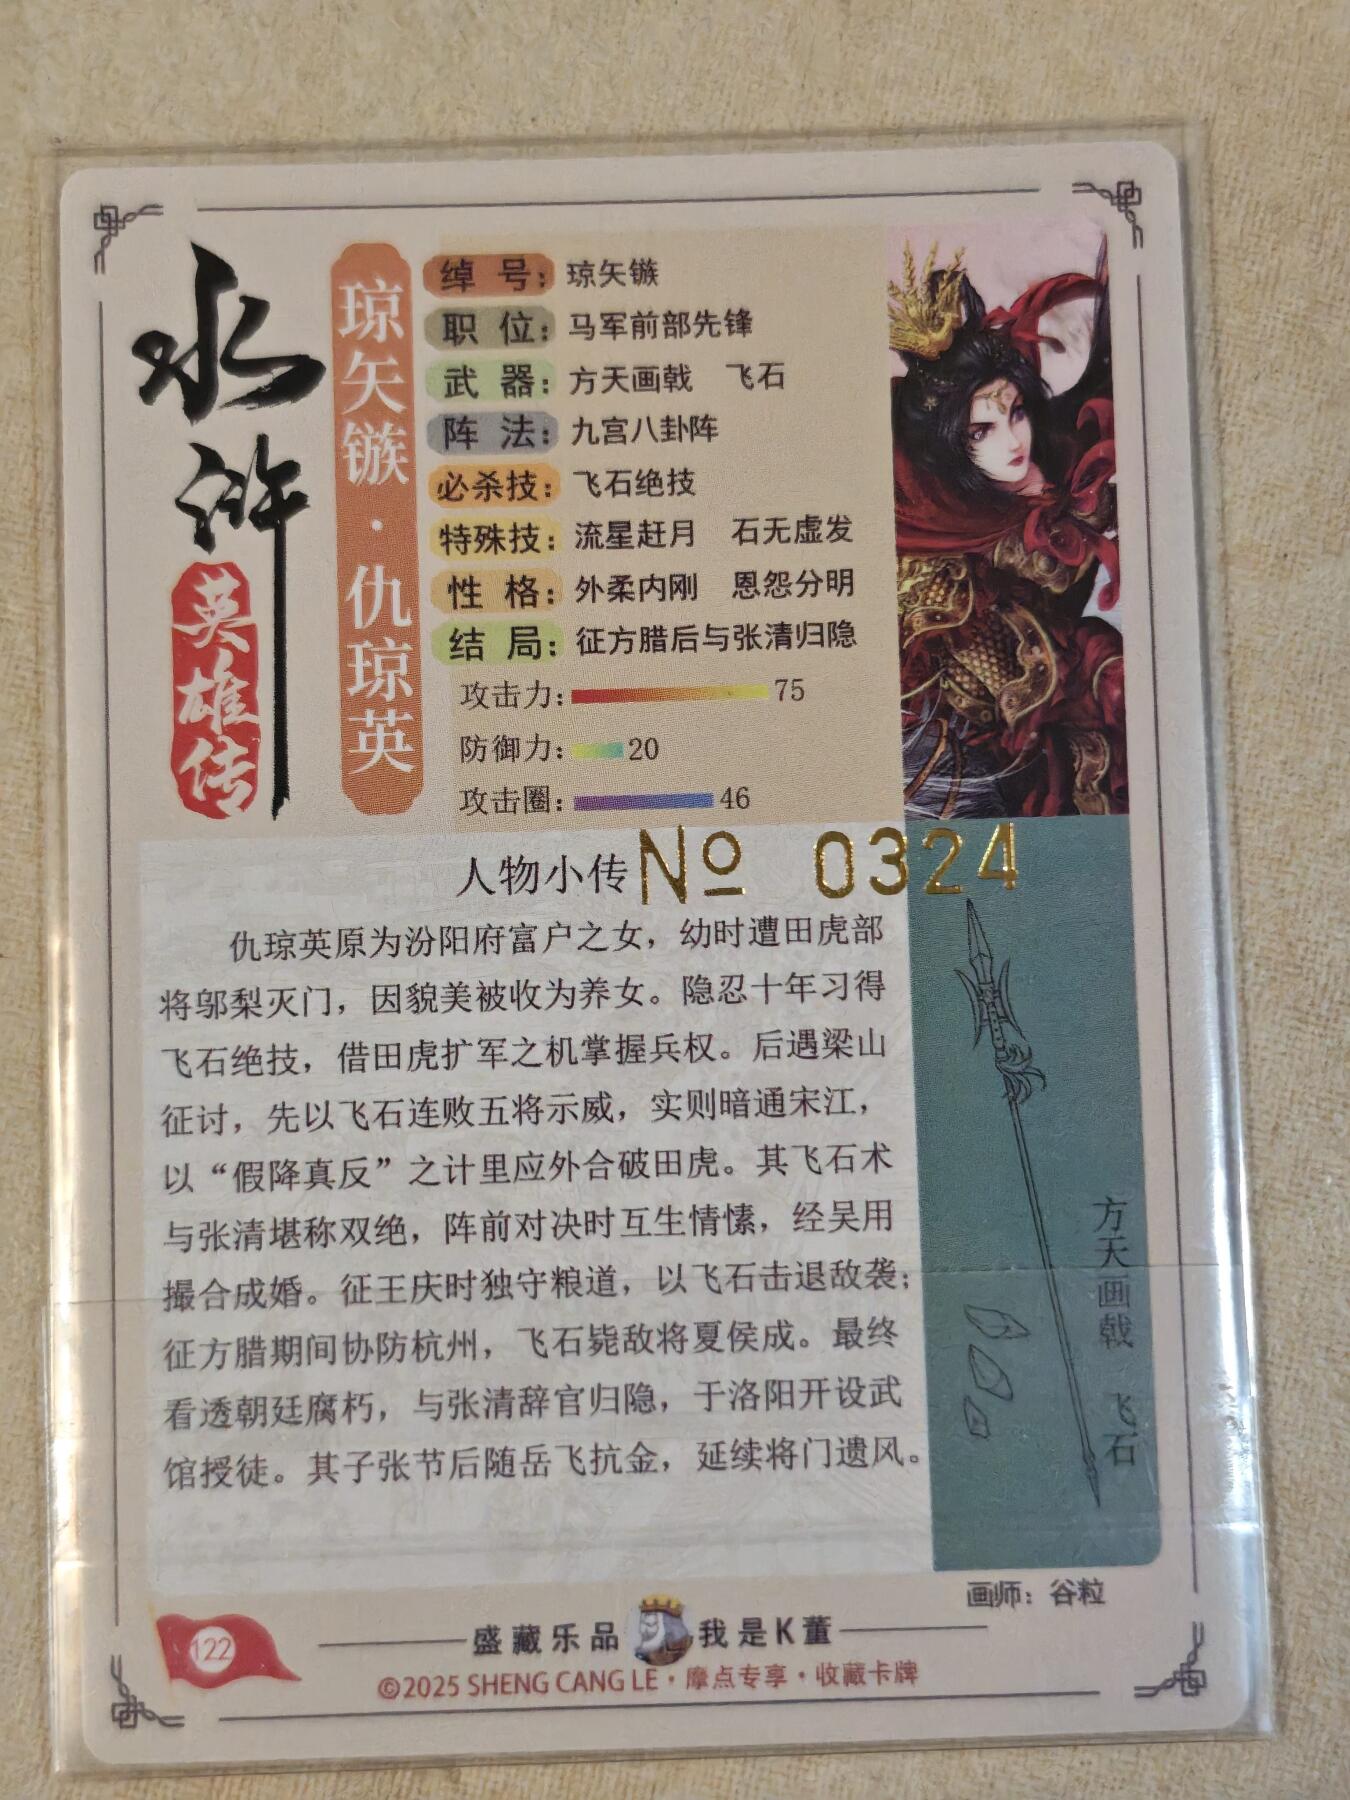 水浒
英雄传
琼矢镞·仇琼英
绰 号：琼矢镞
职 位：马军前部先锋
武 器：方天画戟 飞石
阵 法：九宫八卦阵
必杀技：飞石绝技
特殊技：流星赶月 石无虚发
性 格：外柔内刚 恩怨分明
结 局：征方腊后与张清归隐
攻击力：75
防御力：20
攻击圈：46
人物小传
№ 0324
仇琼英原为汾阳府富户之女，幼时遭田虎部
将邬梨灭门，因貌美被收为养女。隐忍十年习得
飞石绝技，借田虎扩军之机掌握兵权。后遇梁山
征讨，先以飞石连败五将示威，实则暗通宋江，
以“假降真反”之计里应外合破田虎。其飞石术
与张清堪称双绝，阵前对决时互生情愫，经吴用
撮合成婚。征王庆时独守粮道，以飞石击退敌袭；
征方腊期间协防杭州，飞石毙敌将夏侯成。最终
看透朝廷腐朽，与张清辞官归隐，于洛阳开设武
馆授徒。其子张节后随岳飞抗金，延续将门遗风。
方天画戟 飞石
画师：谷粒
122
盛藏乐品 我是K董
©2025 SHENG CANG LE·摩点专享·收藏卡牌